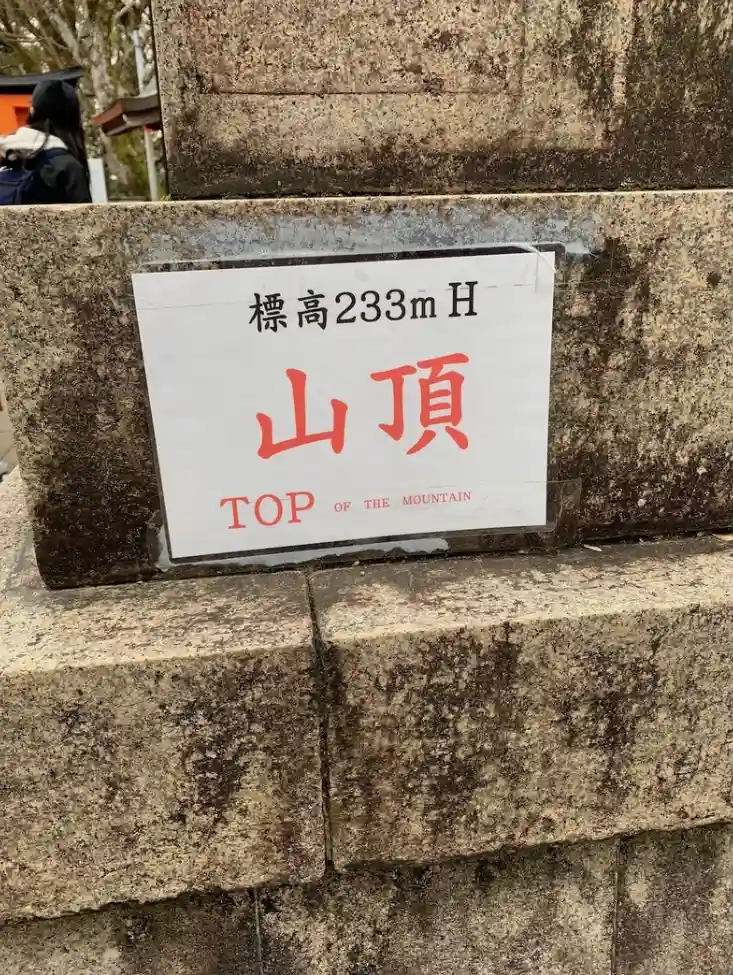 標高233m H
山頂
TOP OF THE MOUNTAIN